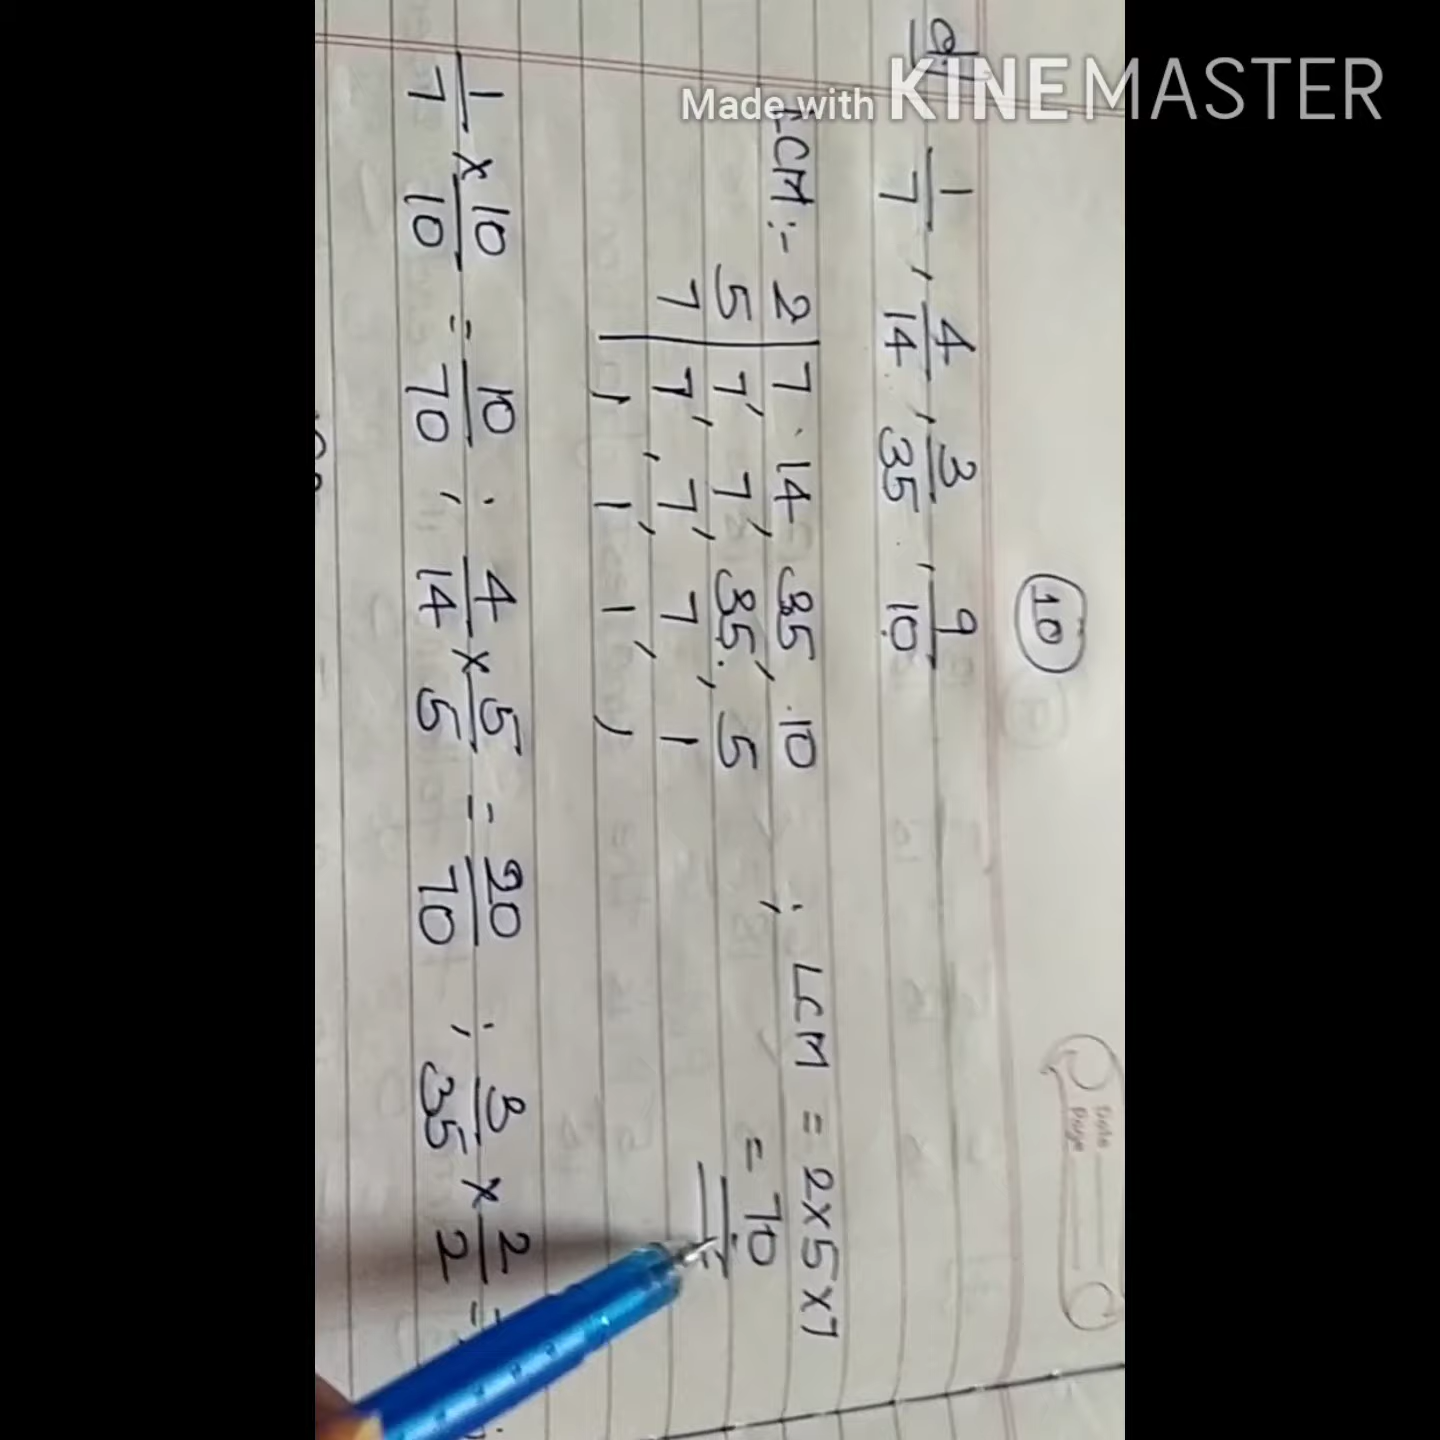 Made with KINEMASTER
10
Date
Page
d) 1/7 , 4/14 , 3/35 , 9/10
LCM :- 2 | 7 , 14 , 35 , 10 ; LCM = 2 x 5 x 7
5 | 7 , 7 , 35 , 5 = 70
7 | 7 , 7 , 7 , 1
1 , 1 , 1 , 1
1/7 x 10/10 = 10/70 ; 4/14 x 5/5 = 20/70 ; 3/35 x 2/2 =